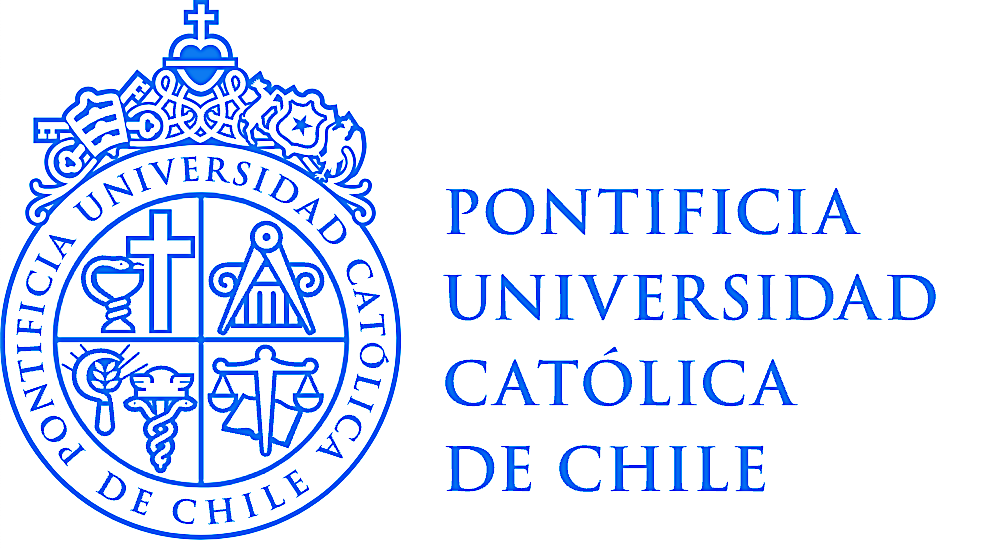 PONTIFICIA UNIVERSIDAD CATÓLICA DE CHILE
PONTIFICIA
UNIVERSIDAD
CATÓLICA
DE CHILE